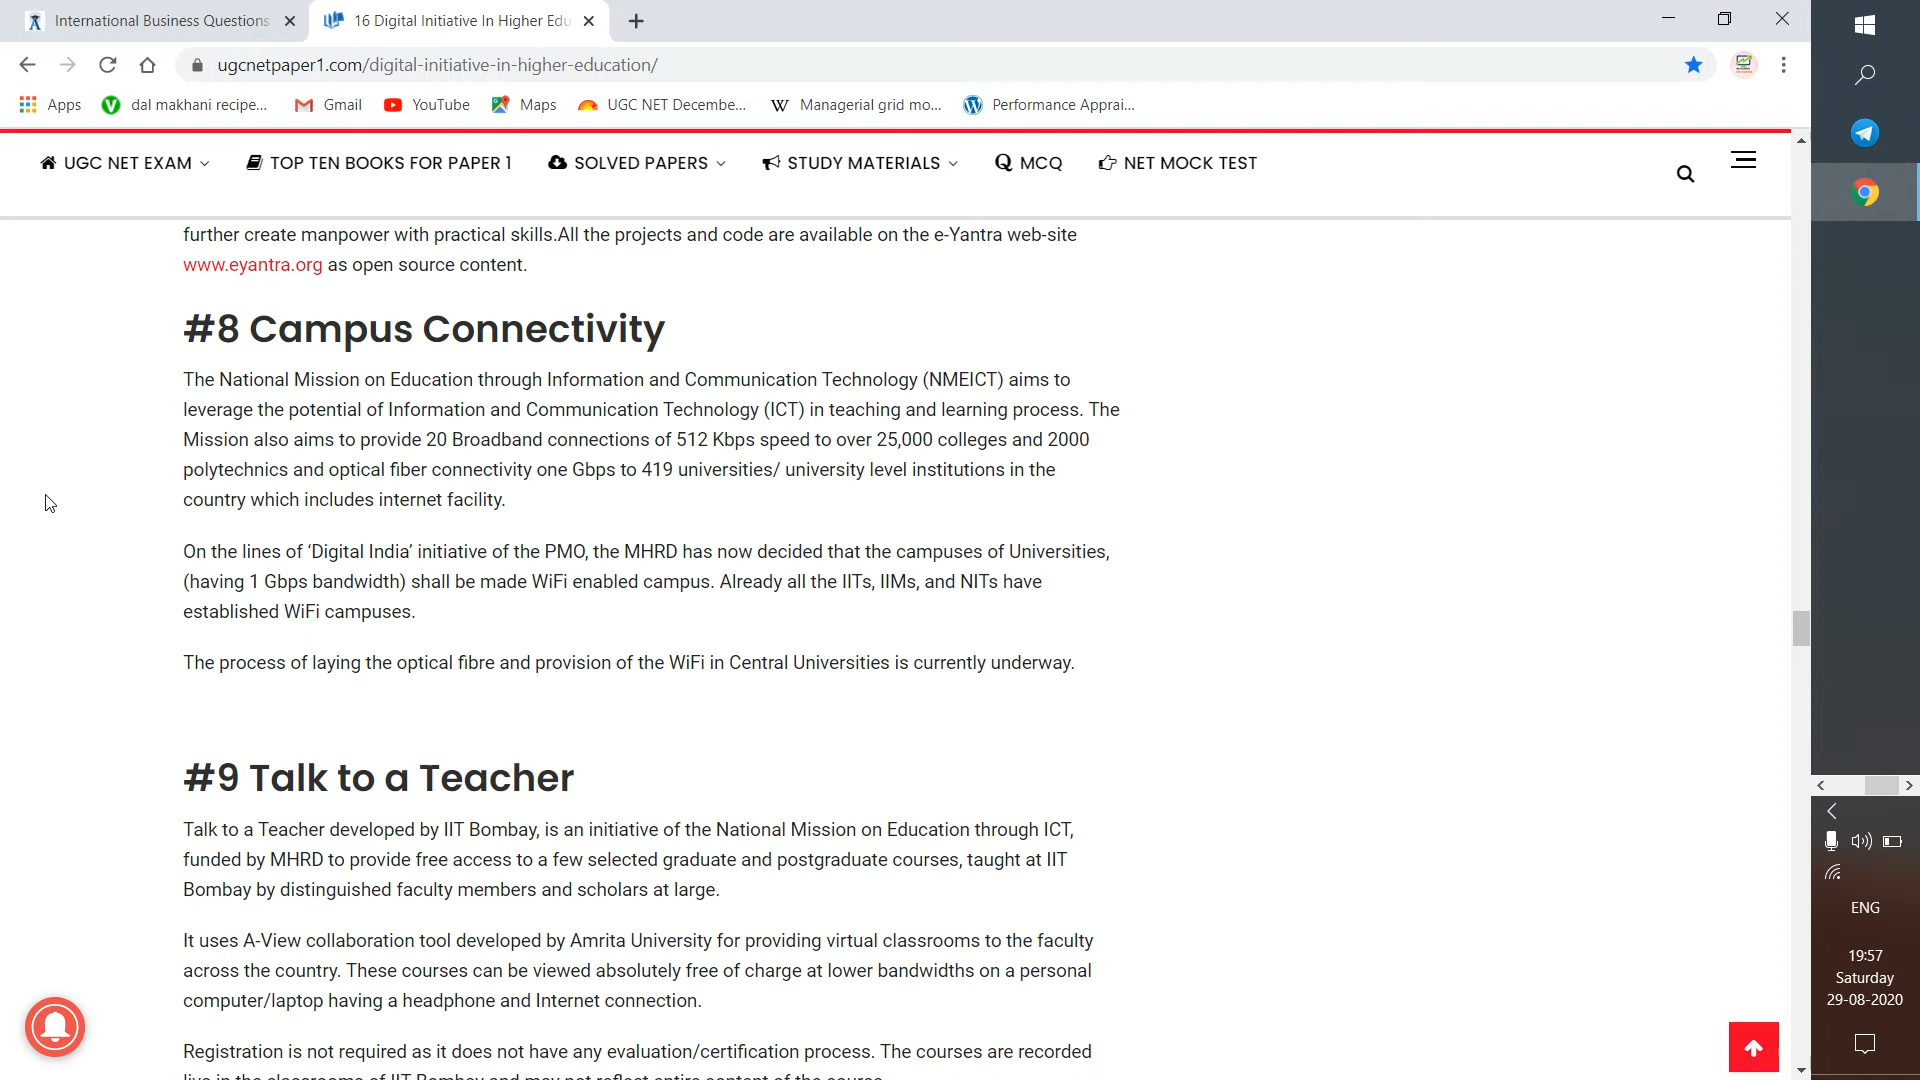 International Business Questions
16 Digital Initiative In Higher Edu
ugcnetpaper1.com/digital-initiative-in-higher-education/
Apps
dal makhani recipe...
Gmail
YouTube
Maps
UGC NET Decembe...
W Managerial grid mo...
Performance Apprai...
UGC NET EXAM
TOP TEN BOOKS FOR PAPER 1
SOLVED PAPERS
STUDY MATERIALS
Q MCQ
NET MOCK TEST
further create manpower with practical skills.All the projects and code are available on the e-Yantra web-site
www.eyantra.org as open source content.
#8 Campus Connectivity
The National Mission on Education through Information and Communication Technology (NMEICT) aims to
leverage the potential of Information and Communication Technology (ICT) in teaching and learning process. The
Mission also aims to provide 20 Broadband connections of 512 Kbps speed to over 25,000 colleges and 2000
polytechnics and optical fiber connectivity one Gbps to 419 universities/ university level institutions in the
country which includes internet facility.
On the lines of ‘Digital India’ initiative of the PMO, the MHRD has now decided that the campuses of Universities,
(having 1 Gbps bandwidth) shall be made WiFi enabled campus. Already all the IITs, IIMs, and NITs have
established WiFi campuses.
The process of laying the optical fibre and provision of the WiFi in Central Universities is currently underway.
#9 Talk to a Teacher
Talk to a Teacher developed by IIT Bombay, is an initiative of the National Mission on Education through ICT,
funded by MHRD to provide free access to a few selected graduate and postgraduate courses, taught at IIT
Bombay by distinguished faculty members and scholars at large.
It uses A-View collaboration tool developed by Amrita University for providing virtual classrooms to the faculty
across the country. These courses can be viewed absolutely free of charge at lower bandwidths on a personal
computer/laptop having a headphone and Internet connection.
Registration is not required as it does not have any evaluation/certification process. The courses are recorded
live in the classrooms of IIT Bombay and may not reflect entire content of the course.
ENG
19:57
Saturday
29-08-2020